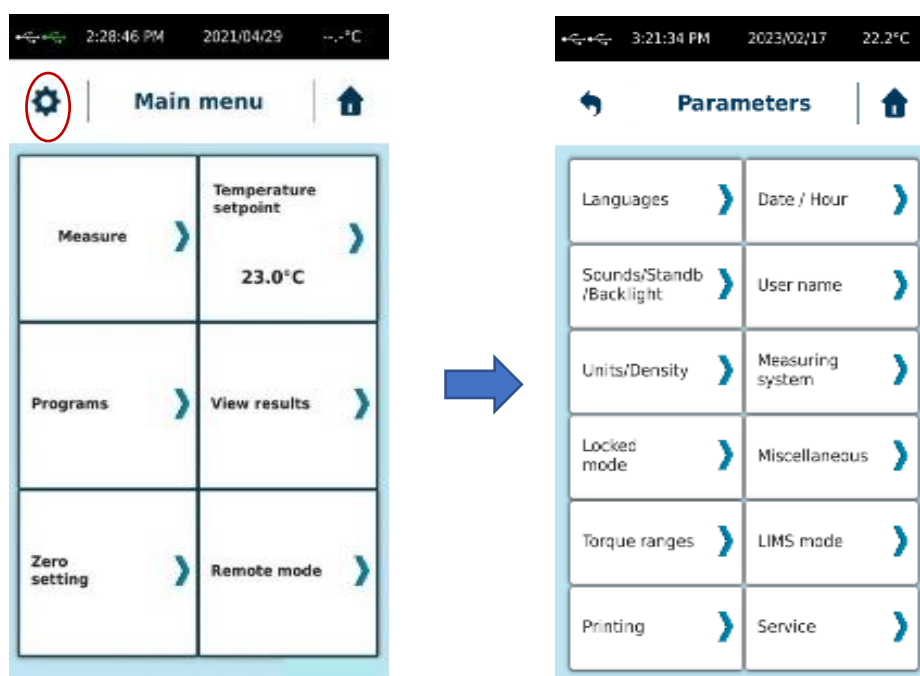 2:28:46 PM 2021/04/29 --.-°C
Main menu
Measure
Temperature
setpoint
23.0°C
Programs
View results
Zero
setting
Remote mode
3:21:34 PM 2023/02/17 22.2°C
Parameters
Languages
Date / Hour
Sounds/Standb
/Backlight
User name
Units/Density
Measuring
system
Locked
mode
Miscellaneous
Torque ranges
LIMS mode
Printing
Service